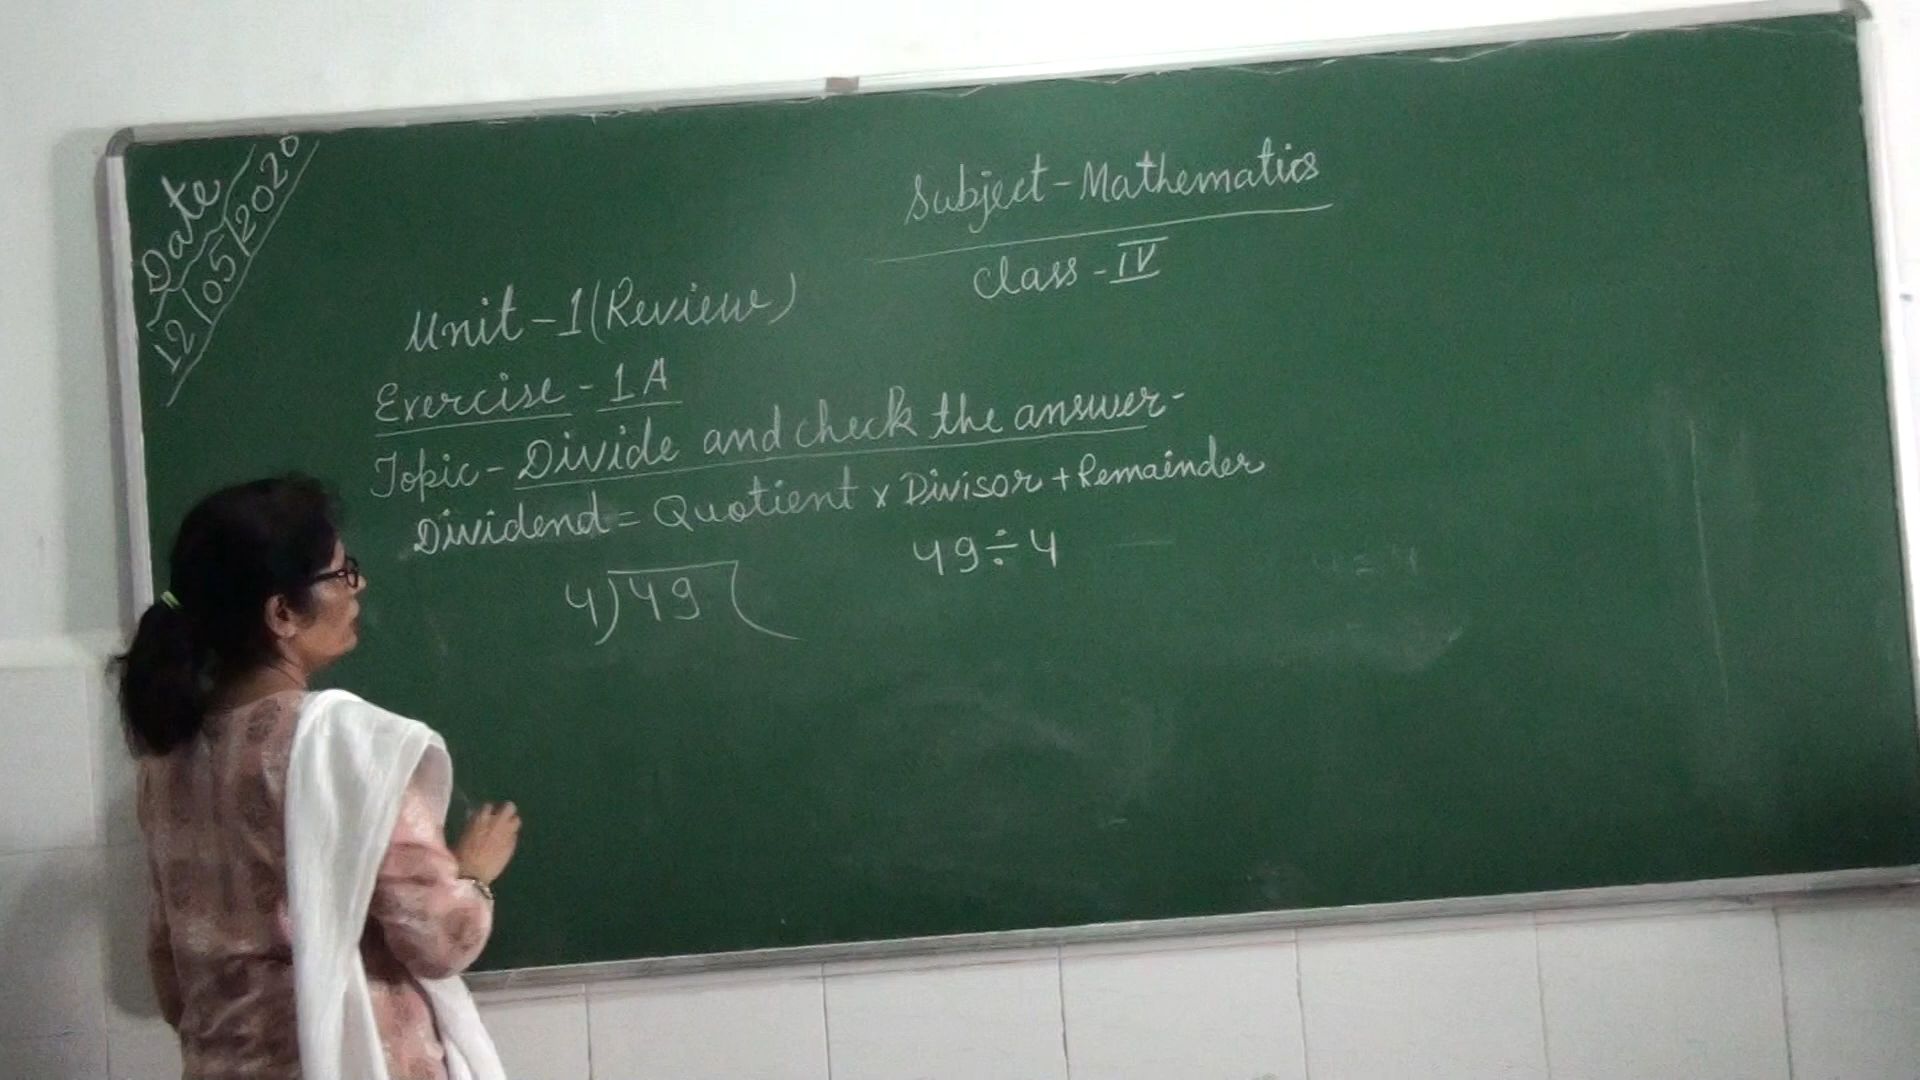 Date
12/05/2020
Subject-Mathematics
Class-IV
Unit-1(Review)
Exercise-1A
Topic-Divide and check the answer-
Dividend=Quotient x Divisor+Remainder
49÷4
4)49(